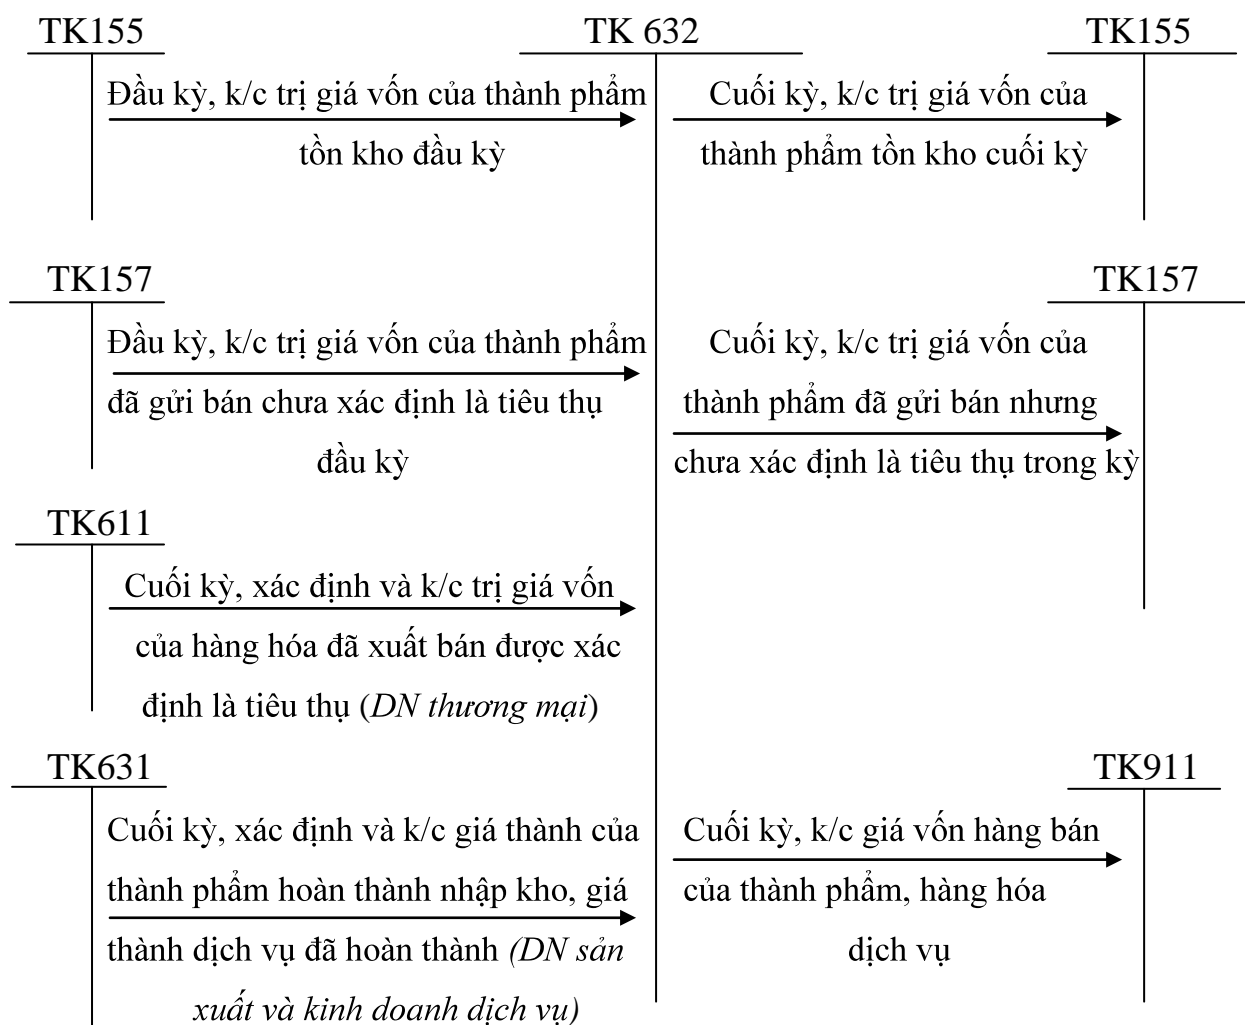 TK155
TK 632
TK155
Đầu kỳ, k/c trị giá vốn của thành phẩm
tồn kho đầu kỳ
Cuối kỳ, k/c trị giá vốn của
thành phẩm tồn kho cuối kỳ
TK157
TK157
Đầu kỳ, k/c trị giá vốn của thành phẩm
đã gửi bán chưa xác định là tiêu thụ
đầu kỳ
Cuối kỳ, k/c trị giá vốn của
thành phẩm đã gửi bán nhưng
chưa xác định là tiêu thụ trong kỳ
TK611
Cuối kỳ, xác định và k/c trị giá vốn
của hàng hóa đã xuất bán được xác
định là tiêu thụ (DN thương mại)
TK631
TK911
Cuối kỳ, xác định và k/c giá thành của
thành phẩm hoàn thành nhập kho, giá
thành dịch vụ đã hoàn thành (DN sản
xuất và kinh doanh dịch vụ)
Cuối kỳ, k/c giá vốn hàng bán
của thành phẩm, hàng hóa
dịch vụ